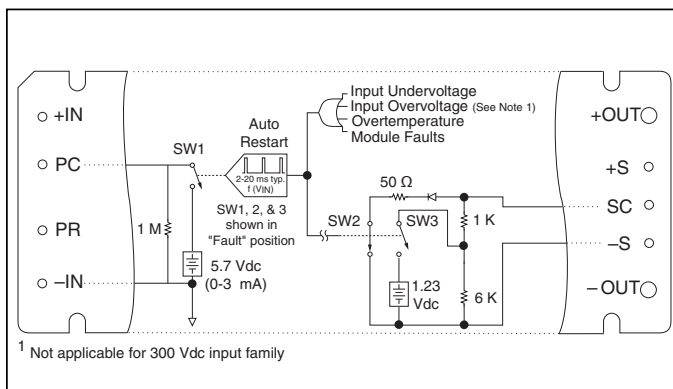 +IN
PC
PR
–IN
SW1
1 M
5.7 Vdc
(0-3 mA)
Auto
Restart
2-20 ms typ.
f (VIN)
SW1, 2, & 3
shown in
"Fault" position
Input Undervoltage
Input Overvoltage (See Note 1)
Overtemperature
Module Faults
50 Ω
SW2
SW3
1 K
1.23
Vdc
6 K
+OUT
+S
SC
–S
– OUT
1 Not applicable for 300 Vdc input family